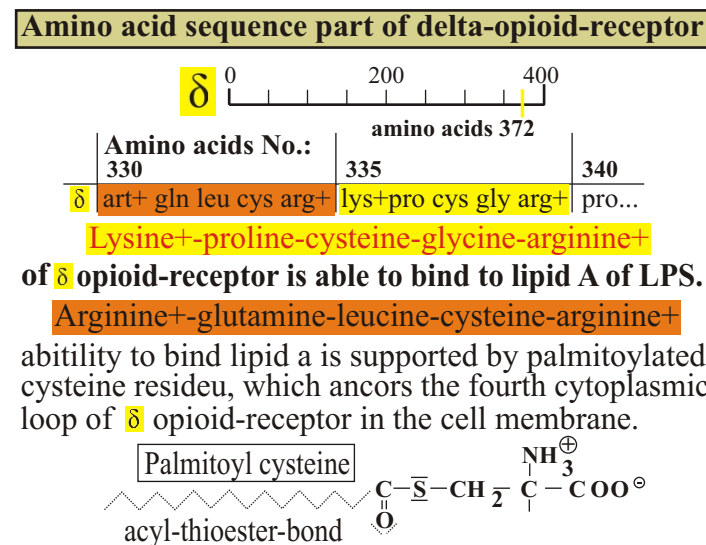 Amino acid sequence part of delta-opioid-receptor
δ 0 200 400
amino acids 372
Amino acids No.:
330 335 340
δ art+ gln leu cys arg+ lys+pro cys gly arg+ pro...
Lysine+-proline-cysteine-glycine-arginine+
of δ opioid-receptor is able to bind to lipid A of LPS.
Arginine+-glutamine-leucine-cysteine-arginine+
abitility to bind lipid a is supported by palmitoylated
cysteine resideu, which ancors the fourth cytoplasmic
loop of δ opioid-receptor in the cell membrane.
Palmitoyl cysteine
NH3⊕
C–S–CH2–C–COO⊖
O
acyl-thioester-bond